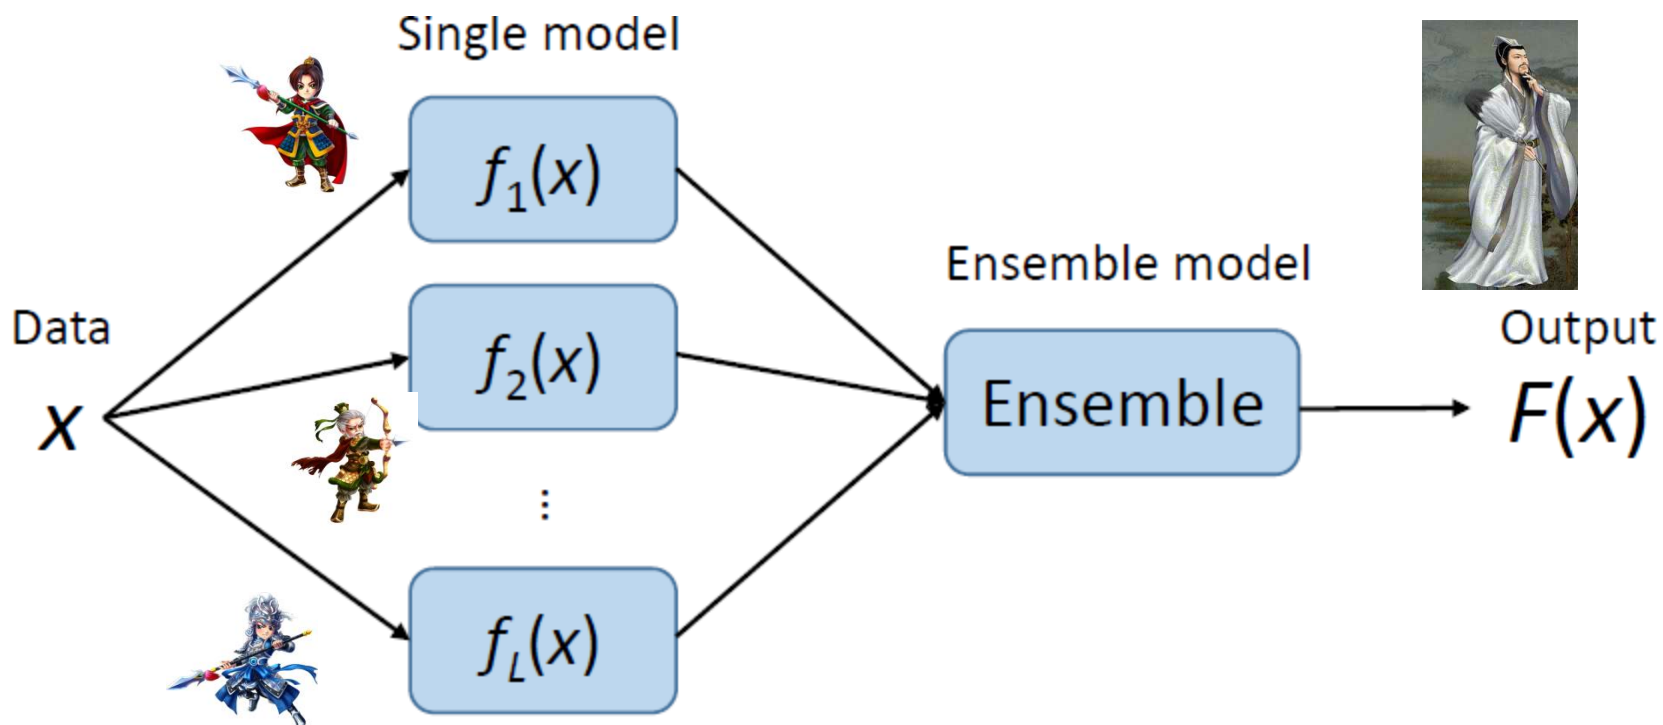 Single model
f1(x)
Ensemble model
Data
f2(x)
Output
x
Ensemble
F(x)
⋮
fL(x)